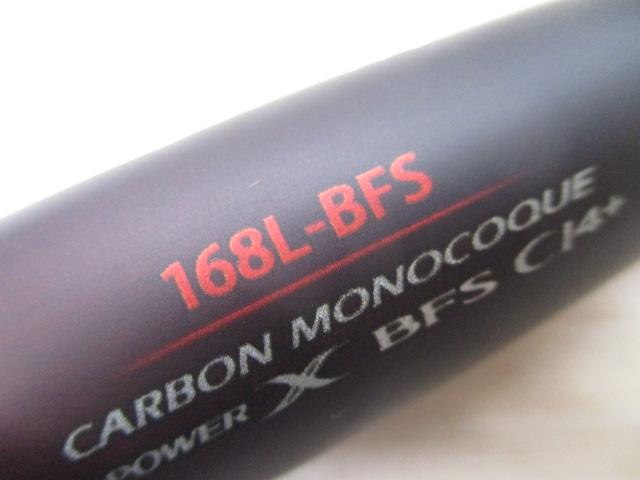 168L-BFS
CARBON MONOCOQUE
POWER X BFS CI4+